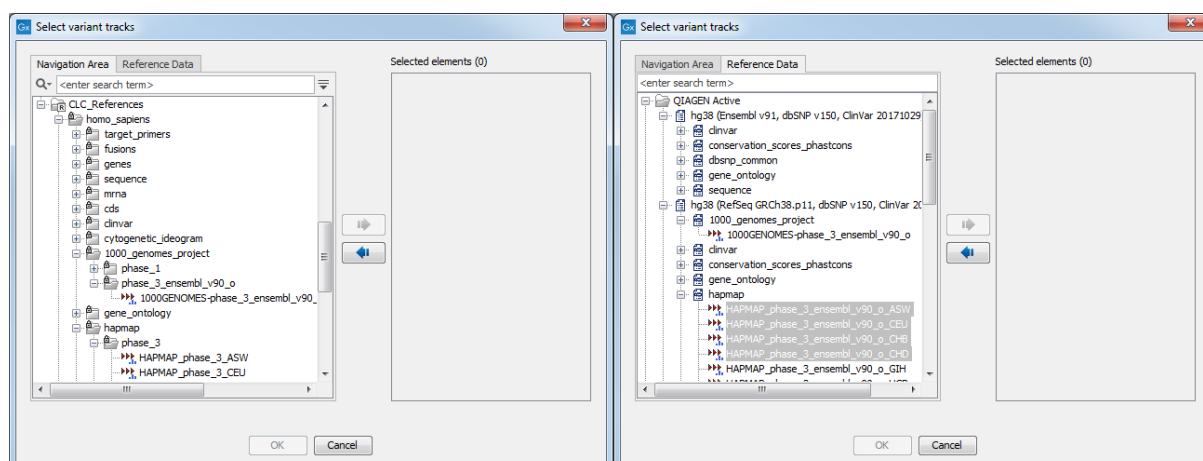 Gx Select variant tracks
Navigation Area Reference Data
Selected elements (0)
<enter search term>
CLC_References
homo_sapiens
target_primers
fusions
genes
sequence
mrna
cds
clinvar
cytogenetic_ideogram
1000_genomes_project
phase_1
phase_3_ensembl_v90_o
1000GENOMES-phase_3_ensembl_v90_
gene_ontology
hapmap
phase_3
HAPMAP_phase_3_ASW
HAPMAP_phase_3_CEU
OK Cancel
Gx Select variant tracks
Navigation Area Reference Data
Selected elements (0)
<enter search term>
QIAGEN Active
hg38 (Ensembl v91, dbSNP v150, ClinVar 20171029
clinvar
conservation_scores_phastcons
dbsnp_common
gene_ontology
sequence
hg38 (RefSeq GRCh38.p11, dbSNP v150, ClinVar 20
1000_genomes_project
1000GENOMES-phase_3_ensembl_v90_o
clinvar
conservation_scores_phastcons
gene_ontology
hapmap
HAPMAP_phase_3_ensembl_v90_o_ASW
HAPMAP_phase_3_ensembl_v90_o_CEU
HAPMAP_phase_3_ensembl_v90_o_CHB
HAPMAP_phase_3_ensembl_v90_o_CHD
HAPMAP_phase_3_ensembl_v90_o_GIH
OK Cancel